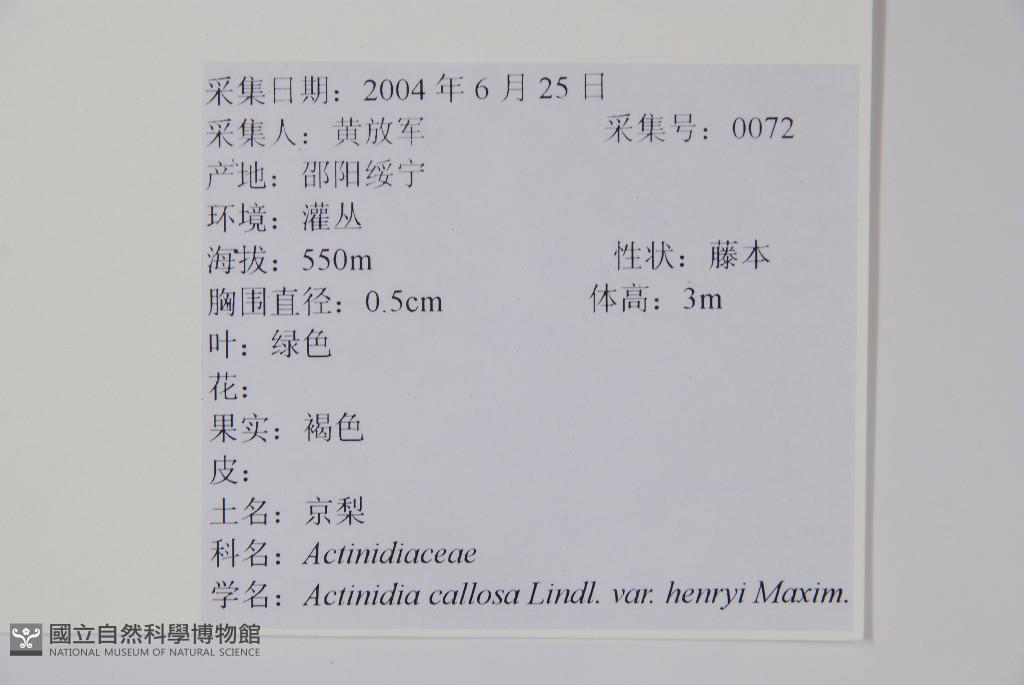 采集日期：2004 年 6 月 25 日
采集人：黄放军 采集号：0072
产地：邵阳绥宁
环境：灌丛
海拔：550m 性状：藤本
胸围直径：0.5cm 体高：3m
叶：绿色
花：
果实：褐色
皮：
土名：京梨
科名：Actinidiaceae
学名：Actinidia callosa Lindl. var. henryi Maxim.
國立自然科學博物館
NATIONAL MUSEUM OF NATURAL SCIENCE